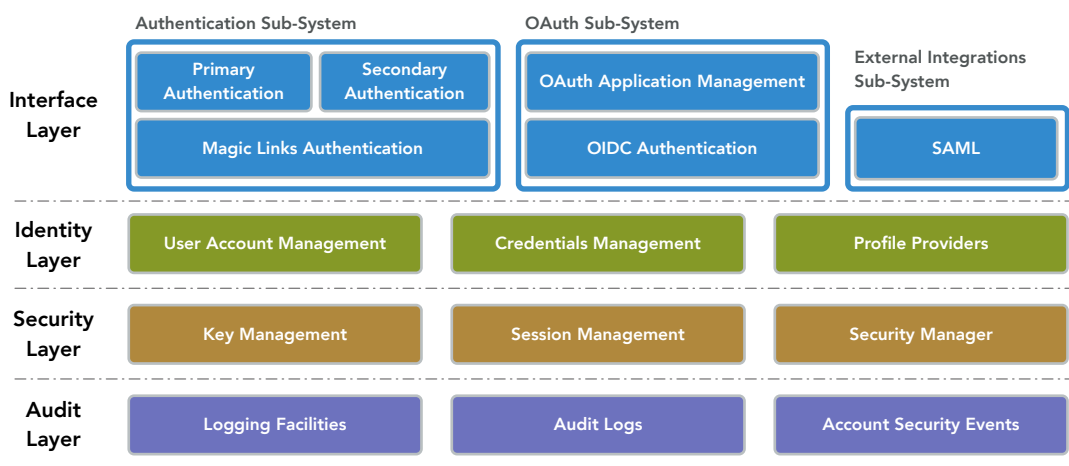 Authentication Sub-System
OAuth Sub-System
External Integrations
Sub-System
Interface
Layer
Primary
Authentication
Secondary
Authentication
Magic Links Authentication
OAuth Application Management
OIDC Authentication
SAML
Identity
Layer
User Account Management
Credentials Management
Profile Providers
Security
Layer
Key Management
Session Management
Security Manager
Audit
Layer
Logging Facilities
Audit Logs
Account Security Events